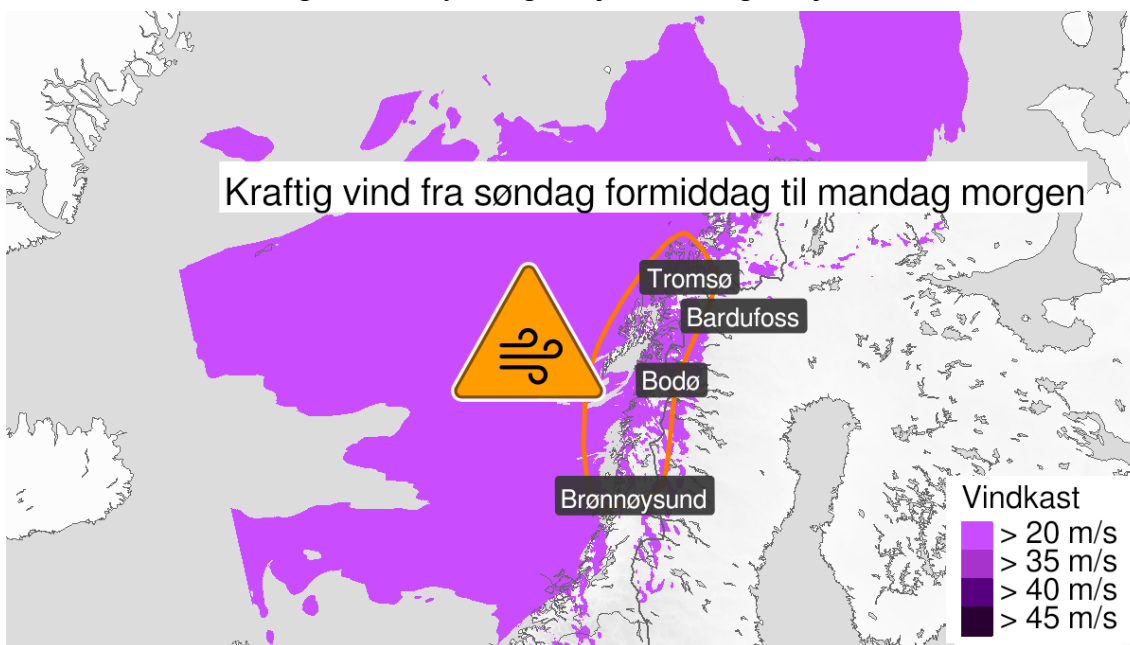 Kraftig vind fra søndag formiddag til mandag morgen
Tromsø
Bardufoss
Bodø
Brønnøysund
Vindkast
> 20 m/s
> 35 m/s
> 40 m/s
> 45 m/s